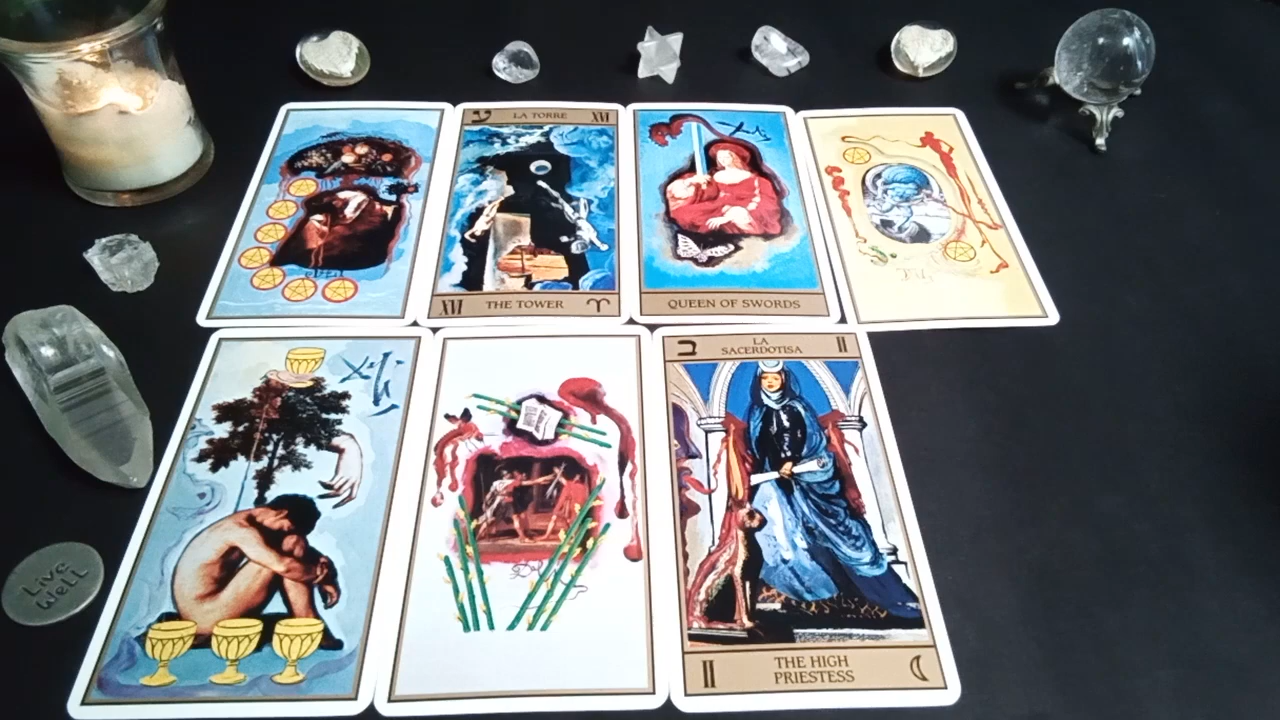 LA TORRE XVI
XVI THE TOWER
QUEEN OF SWORDS
LA
SACERDOTISA II
II THE HIGH
PRIESTESS
Live
Well